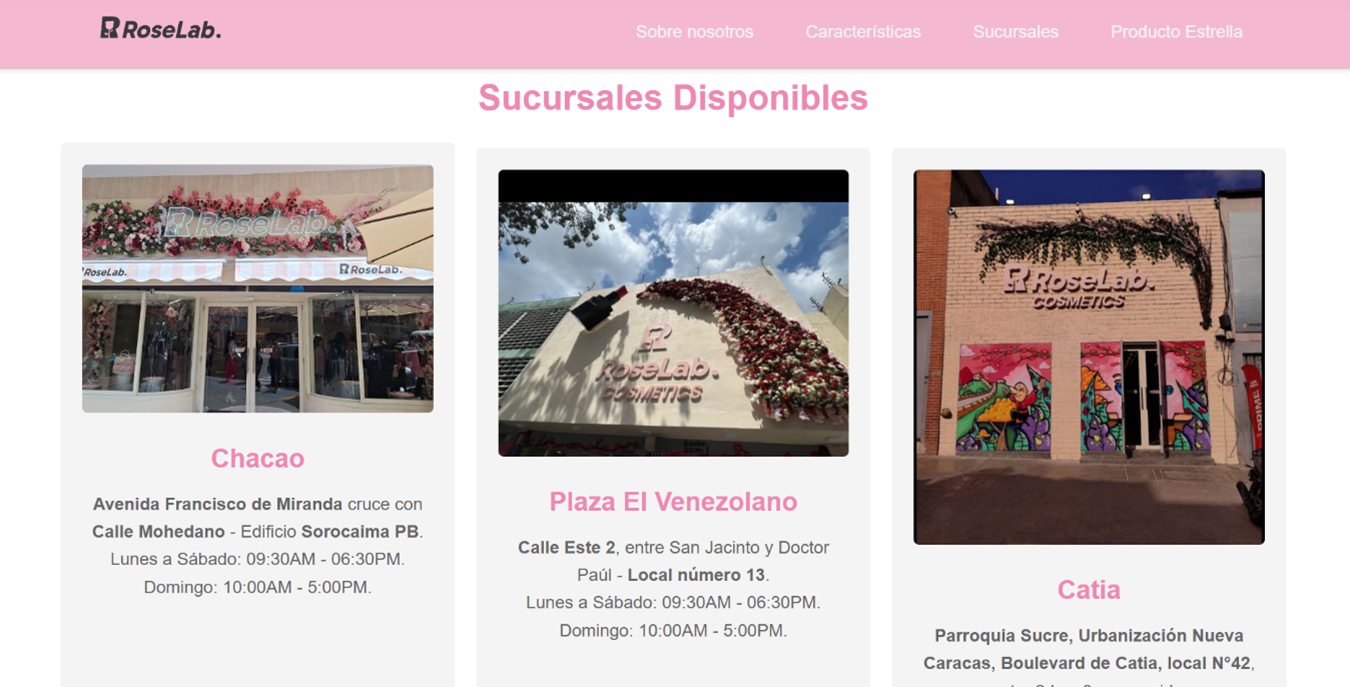 RoseLab.
Sobre nosotros
Características
Sucursales
Producto Estrella
Sucursales Disponibles
RoseLab.
RoseLab.
RoseLab.
Chacao
Avenida Francisco de Miranda cruce con
Calle Mohedano - Edificio Sorocaima PB.
Lunes a Sábado: 09:30AM - 06:30PM.
Domingo: 10:00AM - 5:00PM.
RoseLab.
COSMETICS
Plaza El Venezolano
Calle Este 2, entre San Jacinto y Doctor
Paúl - Local número 13.
Lunes a Sábado: 09:30AM - 06:30PM.
Domingo: 10:00AM - 5:00PM.
RoseLab.
COSMETICS
PRIME
Catia
Parroquia Sucre, Urbanización Nueva
Caracas, Boulevard de Catia, local N°42,